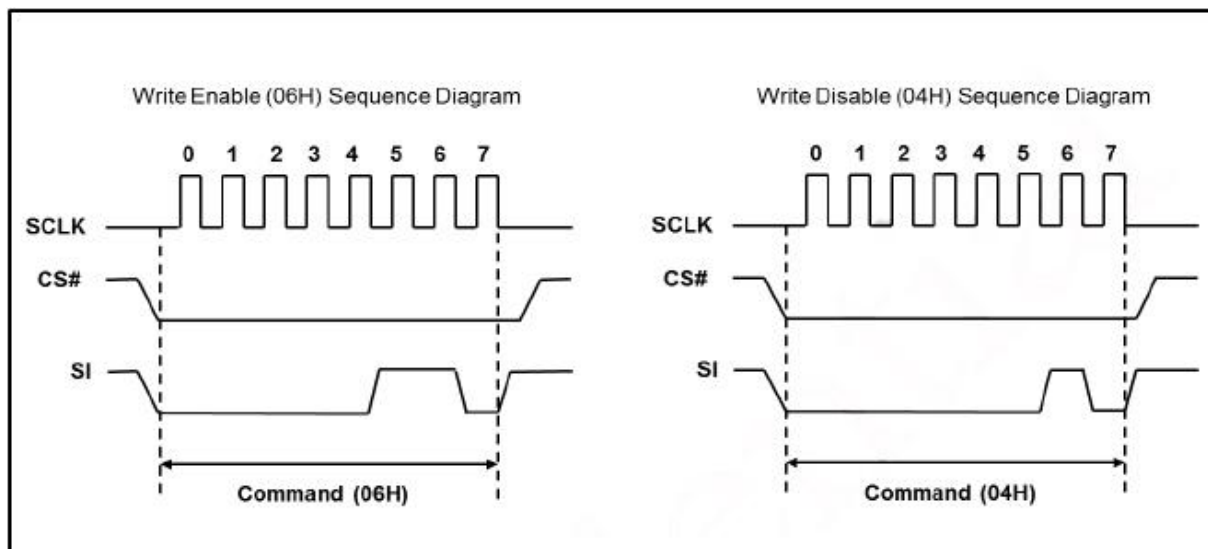 Write Enable (06H) Sequence Diagram
0 1 2 3 4 5 6 7
SCLK
CS#
SI
Command (06H)
Write Disable (04H) Sequence Diagram
0 1 2 3 4 5 6 7
SCLK
CS#
SI
Command (04H)